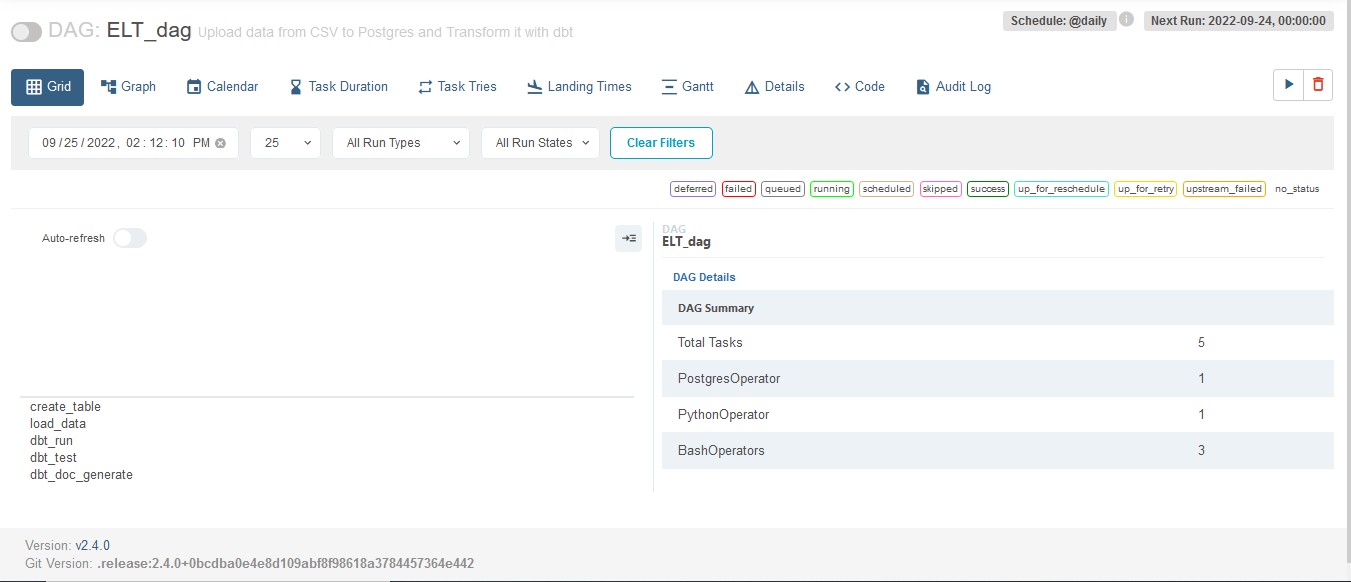 DAG: ELT_dag Upload data from CSV to Postgres and Transform it with dbt
Schedule: @daily i Next Run: 2022-09-24, 00:00:00
Grid Graph Calendar Task Duration Task Tries Landing Times Gantt Details Code Audit Log
09/25/2022, 02:12:10 PM 25 All Run Types All Run States Clear Filters
deferred failed queued running scheduled skipped success up_for_reschedule up_for_retry upstream_failed no_status
Auto-refresh
create_table
load_data
dbt_run
dbt_test
dbt_doc_generate
DAG
ELT_dag
DAG Details
DAG Summary
Total Tasks 5
PostgresOperator 1
PythonOperator 1
BashOperators 3
Version: v2.4.0
Git Version: .release:2.4.0+0bcdba0e4e8d109abf8f98618a3784457364e442